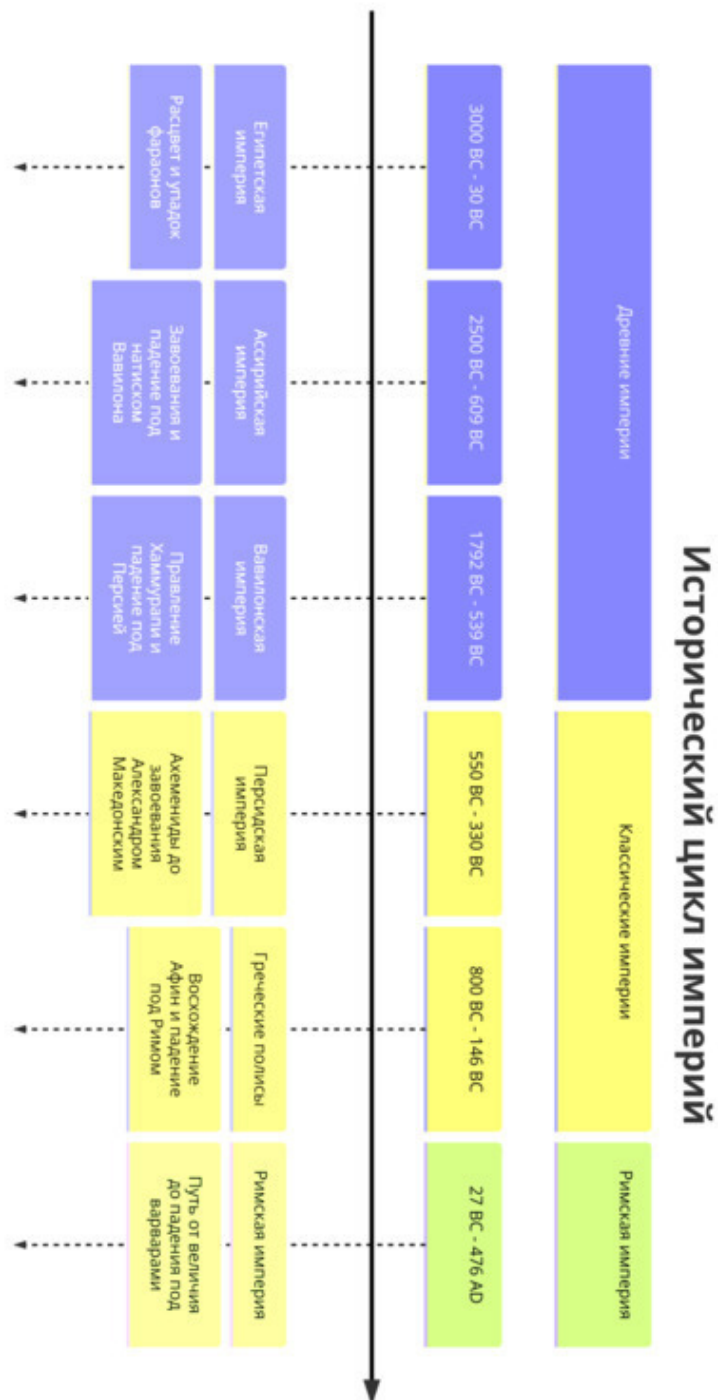 Исторический цикл империй
Древние империи
Классические империи
Римская империя
3000 BC - 30 BC
2500 BC - 609 BC
1792 BC - 539 BC
550 BC - 330 BC
800 BC - 146 BC
27 BC - 476 AD
Египетская
империя
Ассирийская
империя
Вавилонская
империя
Персидская
империя
Греческие полисы
Римская империя
Расцвет и упадок
фараонов
Завоевания и
падение под
натиском
Вавилона
Правление
Хаммурапи и
падение под
Персией
Ахемениды до
завоевания
Александром
Македонским
Восхождение
Афин и падение
под Римом
Путь от величия
до падения под
варварами